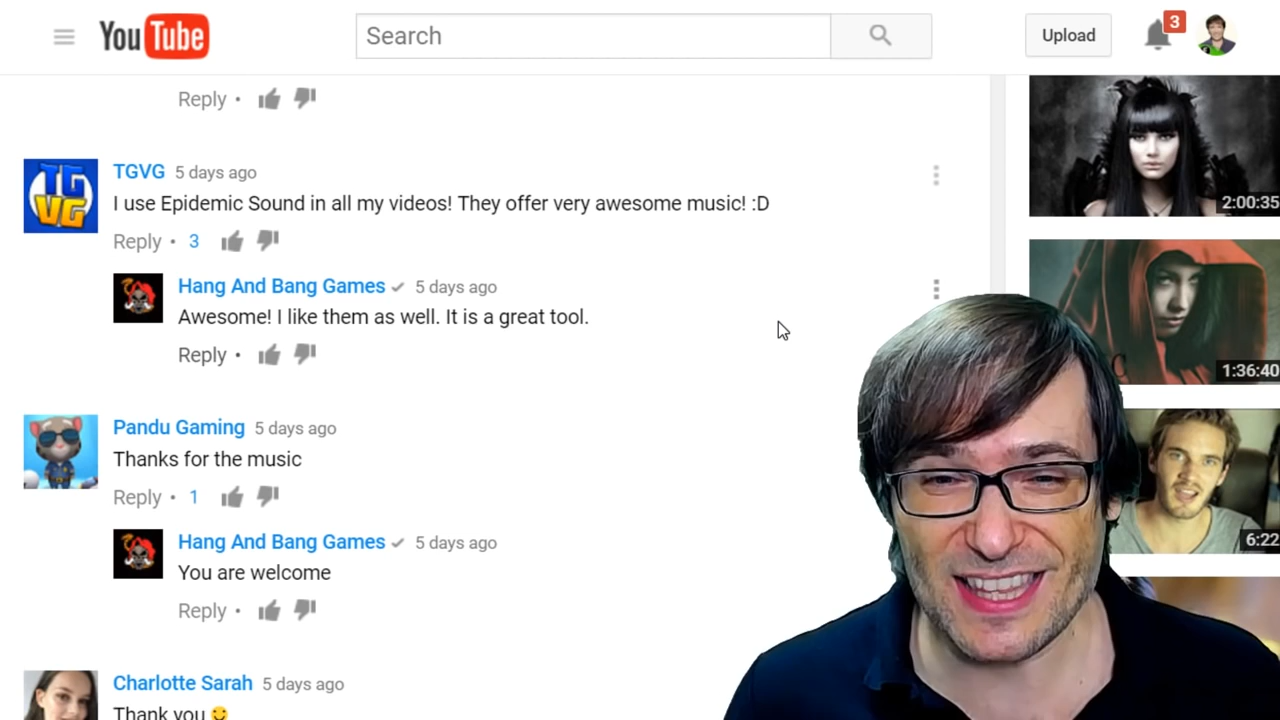 YouTube
Search
Upload
3
Reply •
2:00:35
TGVG 5 days ago
TG
VG
I use Epidemic Sound in all my videos! They offer very awesome music! :D
Reply • 3
Hang And Bang Games 5 days ago
Awesome! I like them as well. It is a great tool.
Reply •
1:36:40
Pandu Gaming 5 days ago
Thanks for the music
Reply • 1
Hang And Bang Games 5 days ago
6:22
You are welcome
Reply •
Charlotte Sarah 5 days ago
Thank you